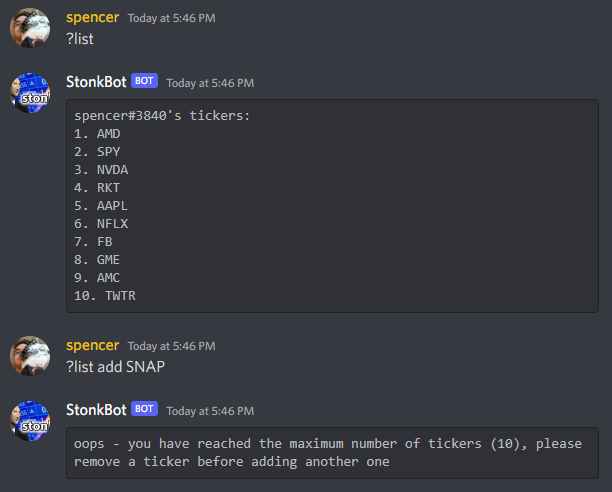 spencer Today at 5:46 PM
?list
StonkBot BOT Today at 5:46 PM
spencer#3840's tickers:
1. AMD
2. SPY
3. NVDA
4. RKT
5. AAPL
6. NFLX
7. FB
8. GME
9. AMC
10. TWTR
ston
spencer Today at 5:46 PM
?list add SNAP
StonkBot BOT Today at 5:46 PM
oops - you have reached the maximum number of tickers (10), please
remove a ticker before adding another one
ston